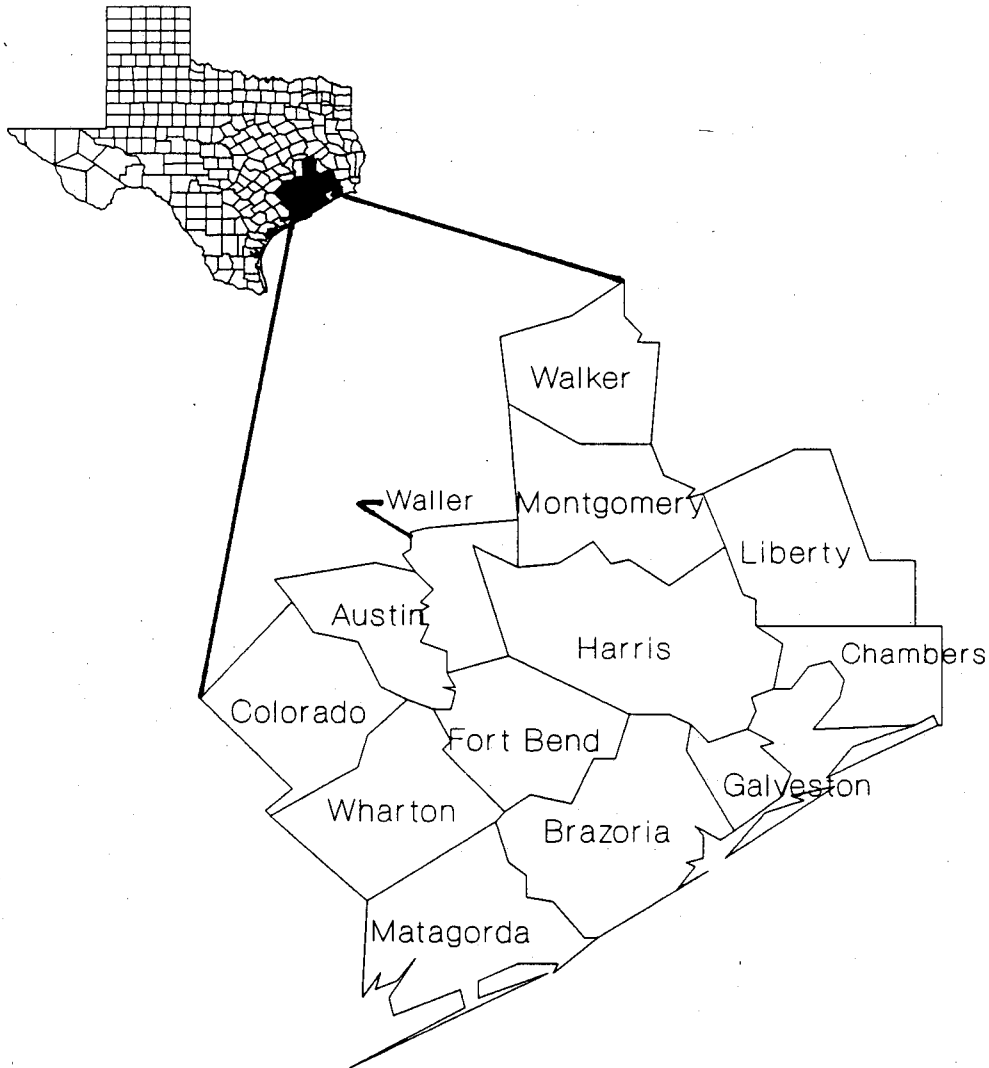 Walker
Waller
Montgomery
Liberty
Austin
Harris
Chambers
Colorado
Fort Bend
Galveston
Wharton
Brazoria
Matagorda